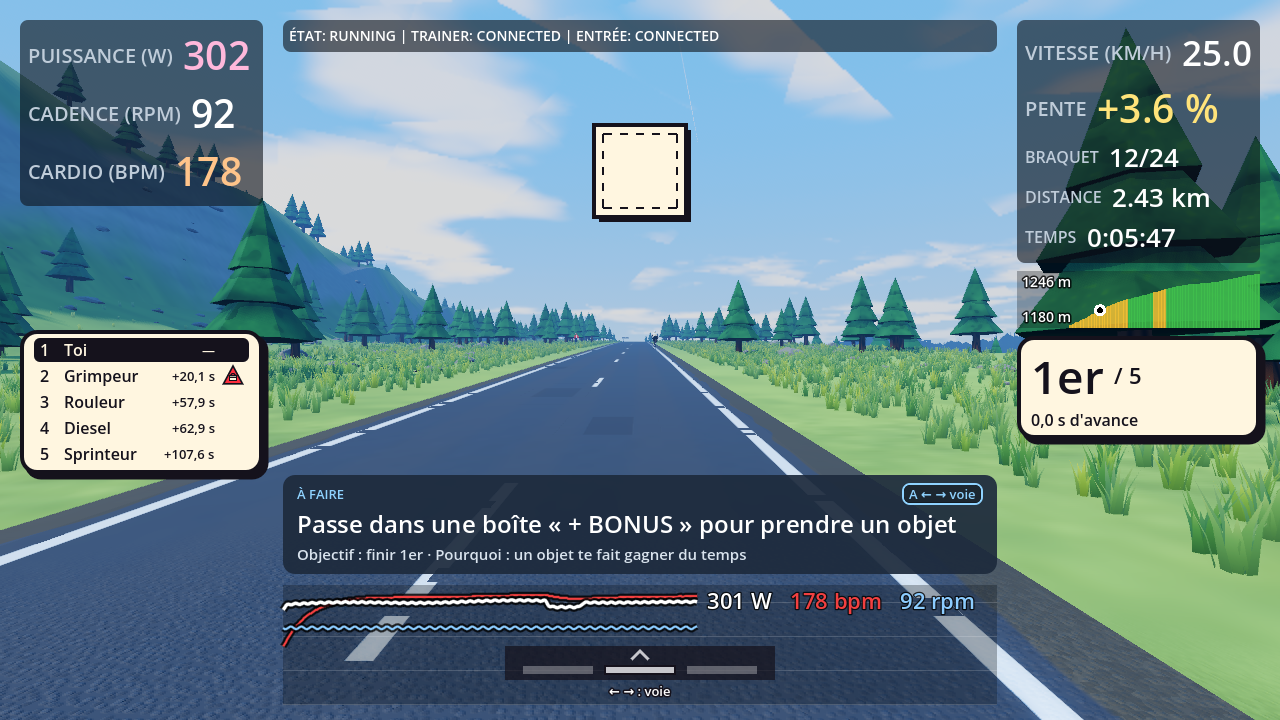 PUISSANCE (W) 302
CADENCE (RPM) 92
CARDIO (BPM) 178
ÉTAT: RUNNING | TRAINER: CONNECTED | ENTRÉE: CONNECTED
VITESSE (KM/H) 25.0
PENTE +3.6 %
BRAQUET 12/24
DISTANCE 2.43 km
TEMPS 0:05:47
1246 m
1180 m
1 Toi —
2 Grimpeur +20,1 s
3 Rouleur +57,9 s
4 Diesel +62,9 s
5 Sprinteur +107,6 s
1er / 5
0,0 s d'avance
À FAIRE
A ← → voie
Passe dans une boîte « + BONUS » pour prendre un objet
Objectif : finir 1er · Pourquoi : un objet te fait gagner du temps
301 W 178 bpm 92 rpm
← → : voie